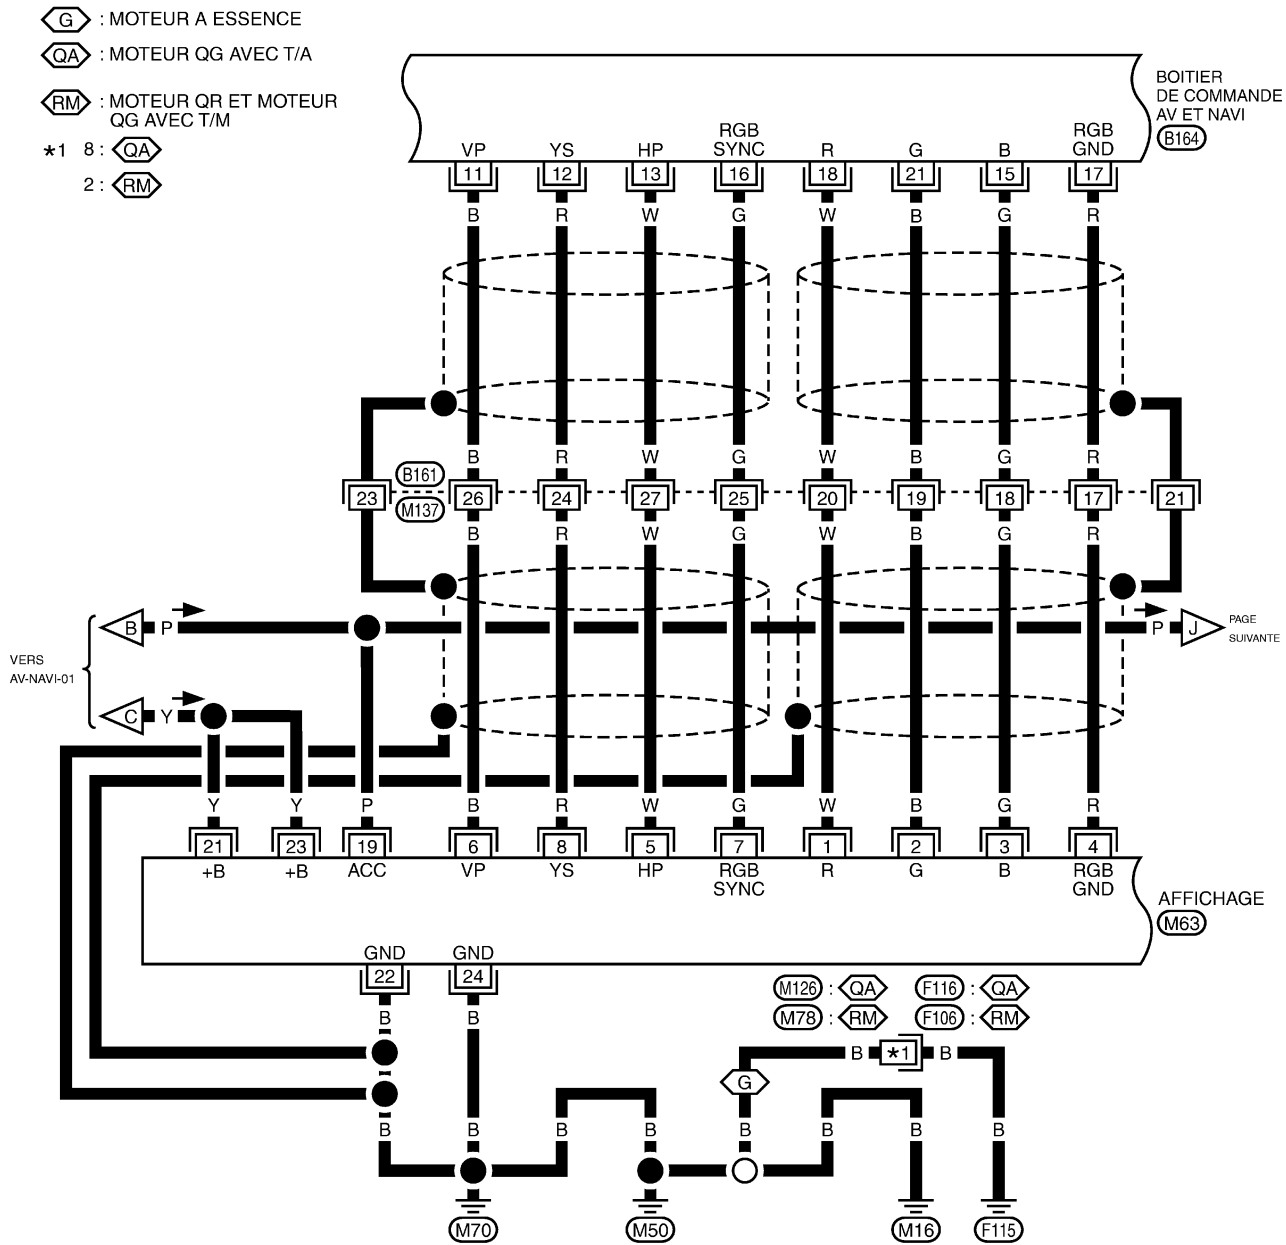 G : MOTEUR A ESSENCE
QA : MOTEUR QG AVEC T/A
RM : MOTEUR QR ET MOTEUR
QG AVEC T/M
*1 8 : QA
2 : RM
BOITIER
DE COMMANDE
AV ET NAVI
B164
VP YS HP RGB SYNC R G B RGB GND
11 12 13 16 18 21 15 17
B R W G W B G R
B R W G W B G R
B161
23 26 24 27 25 20 19 18 17 21
M137
B R W G W B G R
VERS
AV-NAVI-01
B P
P J
PAGE
SUIVANTE
C Y
Y Y P B R W G W B G R
21 23 19 6 8 5 7 1 2 3 4
+B +B ACC VP YS HP RGB SYNC R G B RGB GND
AFFICHAGE
M63
GND GND
22 24
M126 : QA F116 : QA
M78 : RM F106 : RM
B B
B *1 B
G
B B B B B B B B
M70 M50 M16 F115